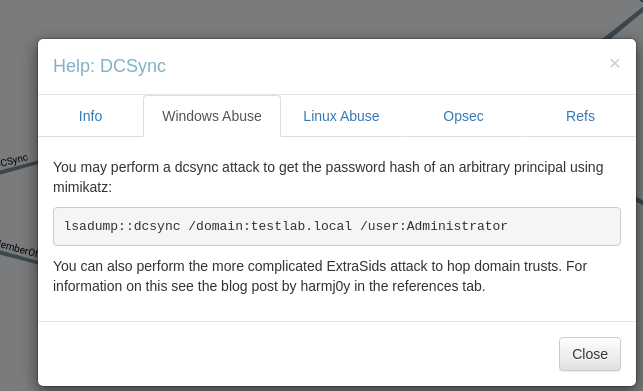 Help: DCSync
×
Info
Windows Abuse
Linux Abuse
Opsec
Refs
CSync
You may perform a dcsync attack to get the password hash of an arbitrary principal using
mimikatz:
lsadump::dcsync /domain:testlab.local /user:Administrator
MemberOf
You can also perform the more complicated ExtraSids attack to hop domain trusts. For
information on this see the blog post by harmj0y in the references tab.
Close